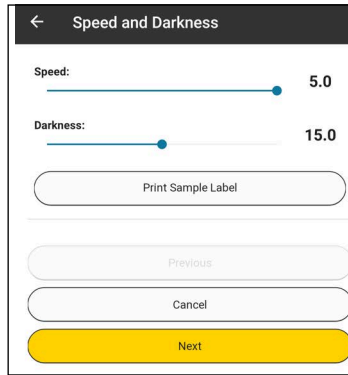 Speed and Darkness
Speed:
5.0
Darkness:
15.0
Print Sample Label
Previous
Cancel
Next